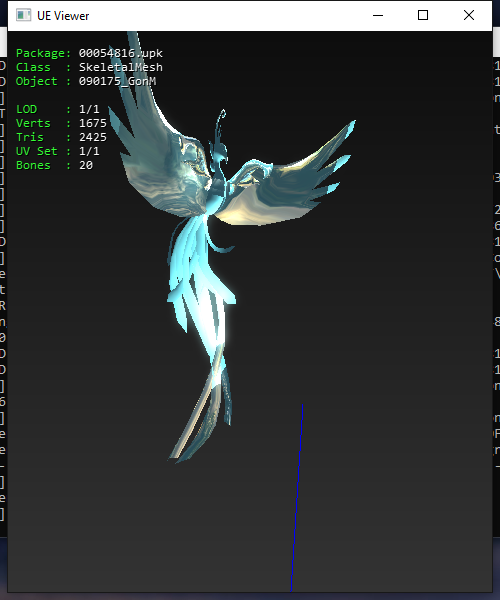 UE Viewer
Package: 00054816.upk
Class : SkeletalMesh
Object : 090175_GonM
LOD : 1/1
Verts : 1675
Tris : 2425
UV Set : 1/1
Bones : 20